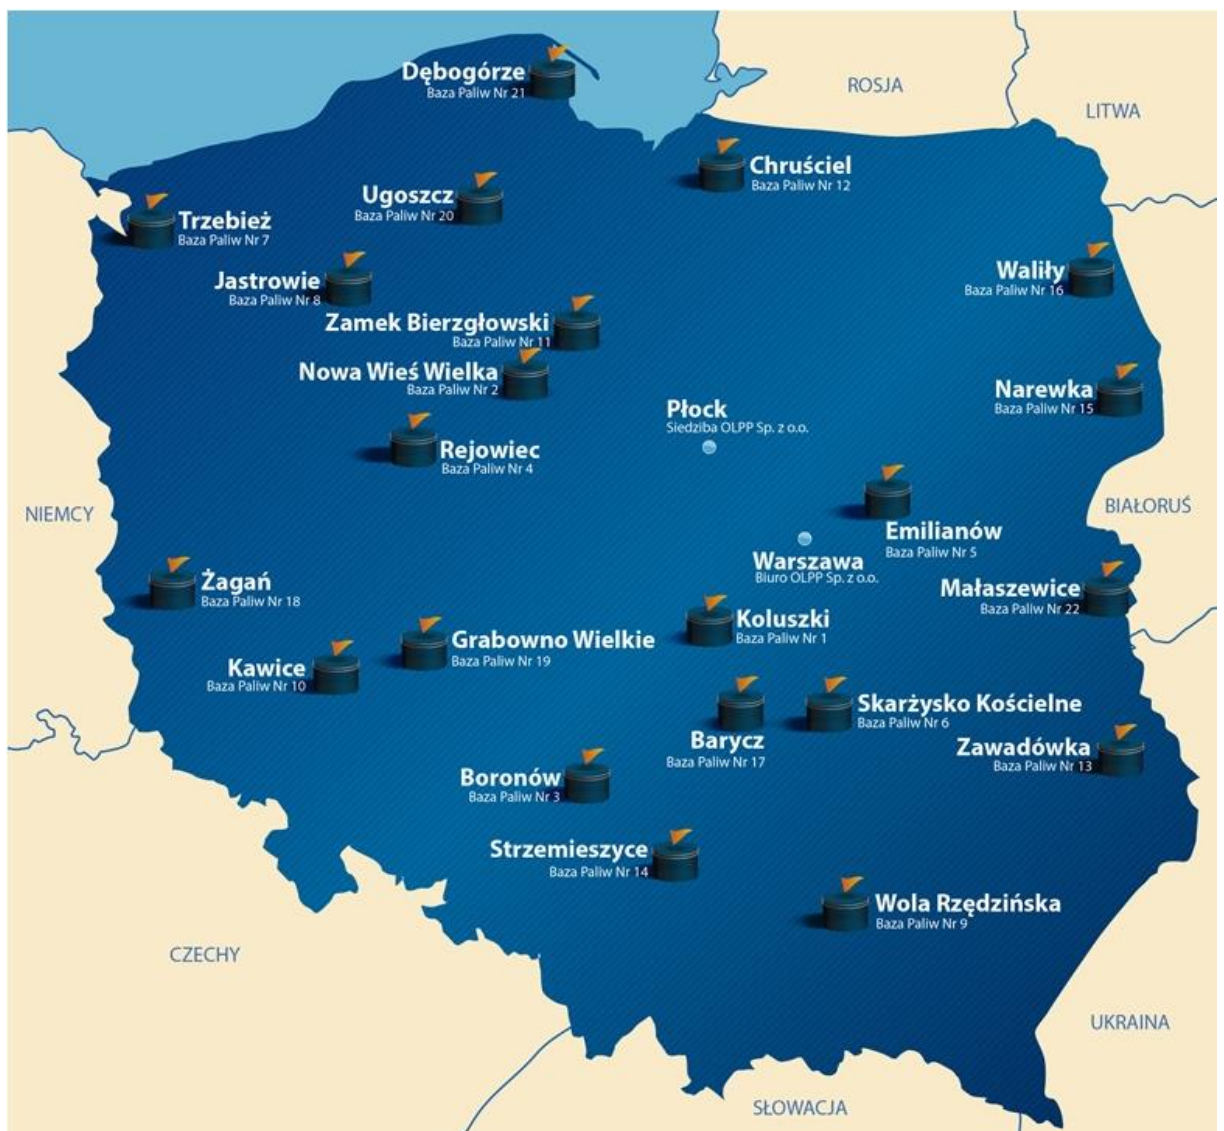 Dębogórze
Baza Paliw Nr 21
ROSJA
LITWA
Chruściel
Baza Paliw Nr 12
Ugoszcz
Baza Paliw Nr 20
Trzebież
Baza Paliw Nr 7
Jastrowie
Baza Paliw Nr 8
Waliły
Baza Paliw Nr 16
Zamek Bierzgłowski
Baza Paliw Nr 11
Nowa Wieś Wielka
Baza Paliw Nr 2
Narewka
Baza Paliw Nr 15
Płock
Siedziba OLPP Sp. z o.o.
Rejowiec
Baza Paliw Nr 4
NIEMCY
BIAŁORUŚ
Emilianów
Baza Paliw Nr 5
Warszawa
Biuro OLPP Sp. z o.o.
Żagań
Baza Paliw Nr 18
Małaszewice
Baza Paliw Nr 22
Koluszki
Baza Paliw Nr 1
Grabowno Wielkie
Baza Paliw Nr 19
Kawice
Baza Paliw Nr 10
Skarżysko Kościelne
Baza Paliw Nr 6
Barycz
Baza Paliw Nr 17
Zawadówka
Baza Paliw Nr 13
Boronów
Baza Paliw Nr 3
Strzemieszyce
Baza Paliw Nr 14
Wola Rzędzińska
Baza Paliw Nr 9
CZECHY
UKRAINA
SŁOWACJA